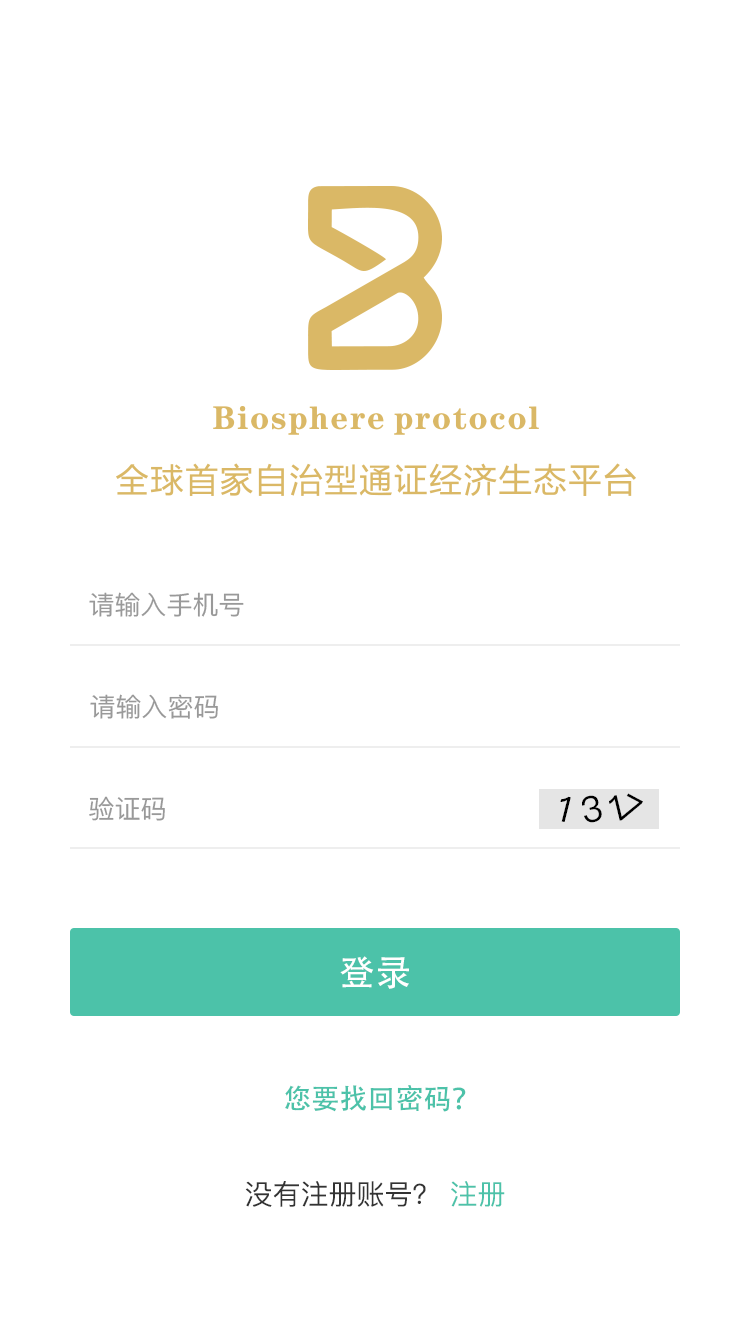 Biosphere protocol
全球首家自治型通证经济生态平台
请输入手机号
请输入密码
验证码 13
登录
您要找回密码?
没有注册账号? 注册